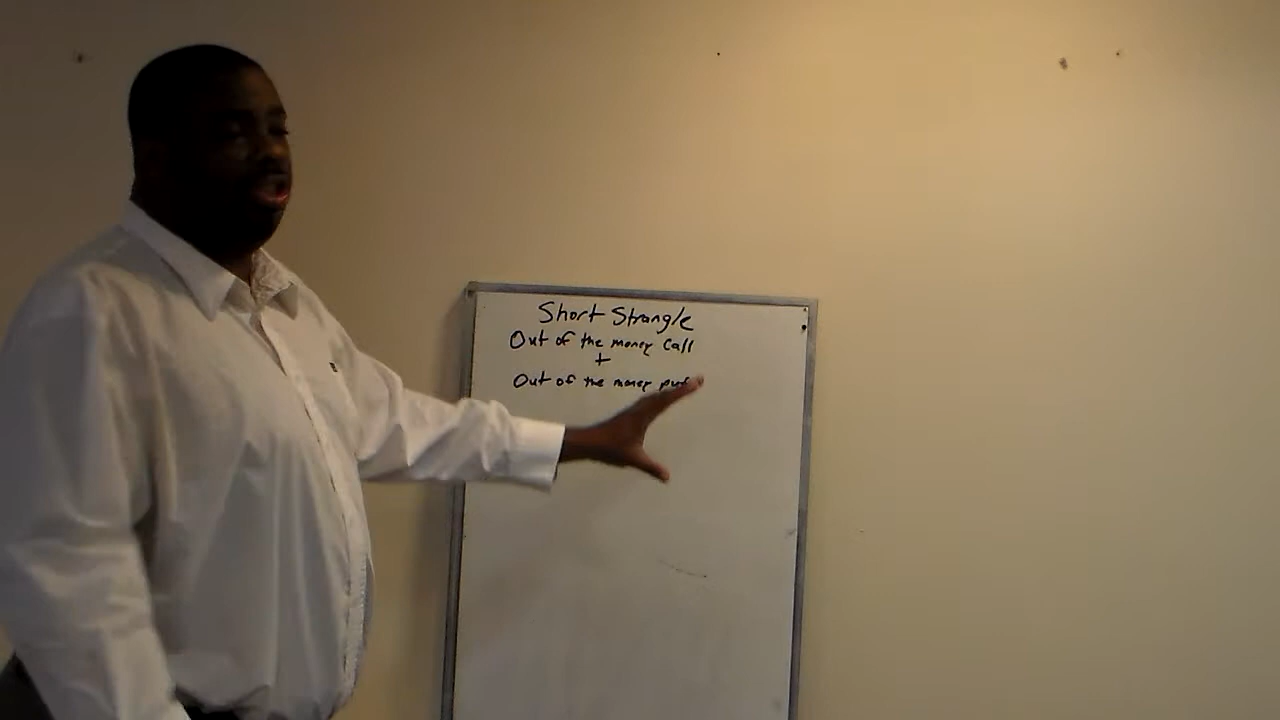 Short Strangle
Out of the money Call
+
Out of the money put